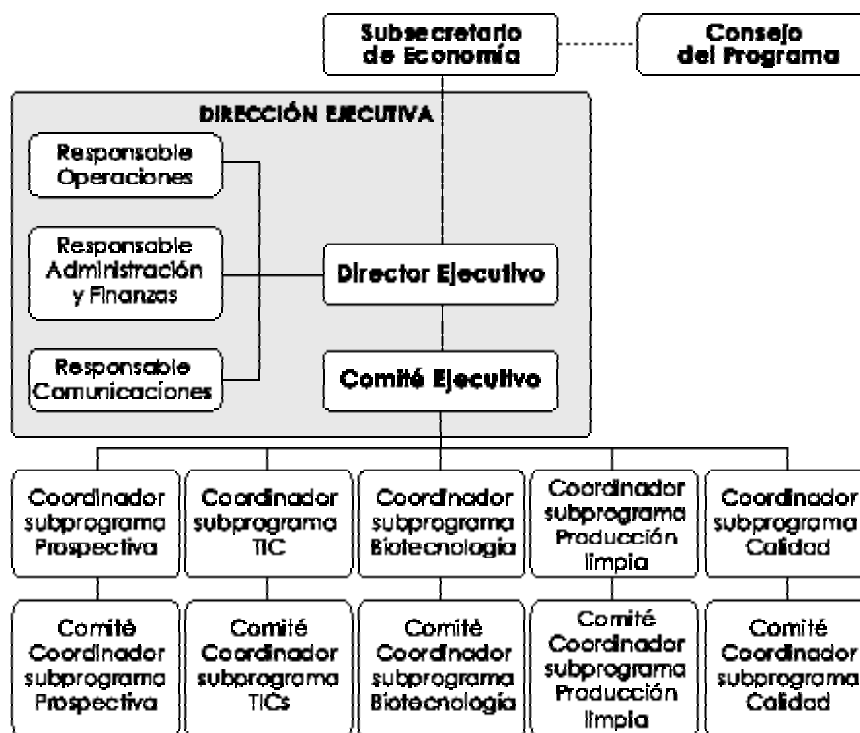 Subsecretario
de Economía
Consejo
del Programa
DIRECCIÓN EJECUTIVA
Responsable
Operaciones
Responsable
Administración
y Finanzas
Director Ejecutivo
Responsable
Comunicaciones
Comité Ejecutivo
Coordinador
subprograma
Prospectiva
Coordinador
subprograma
TIC
Coordinador
subprograma
Biotecnología
Coordinador
subprograma
Producción
limpia
Coordinador
subprograma
Calidad
Comité
Coordinador
subprograma
Prospectiva
Comité
Coordinador
subprograma
TICs
Comité
Coordinador
subprograma
Biotecnología
Comité
Coordinador
subprograma
Producción
limpia
Comité
Coordinador
subprograma
Calidad